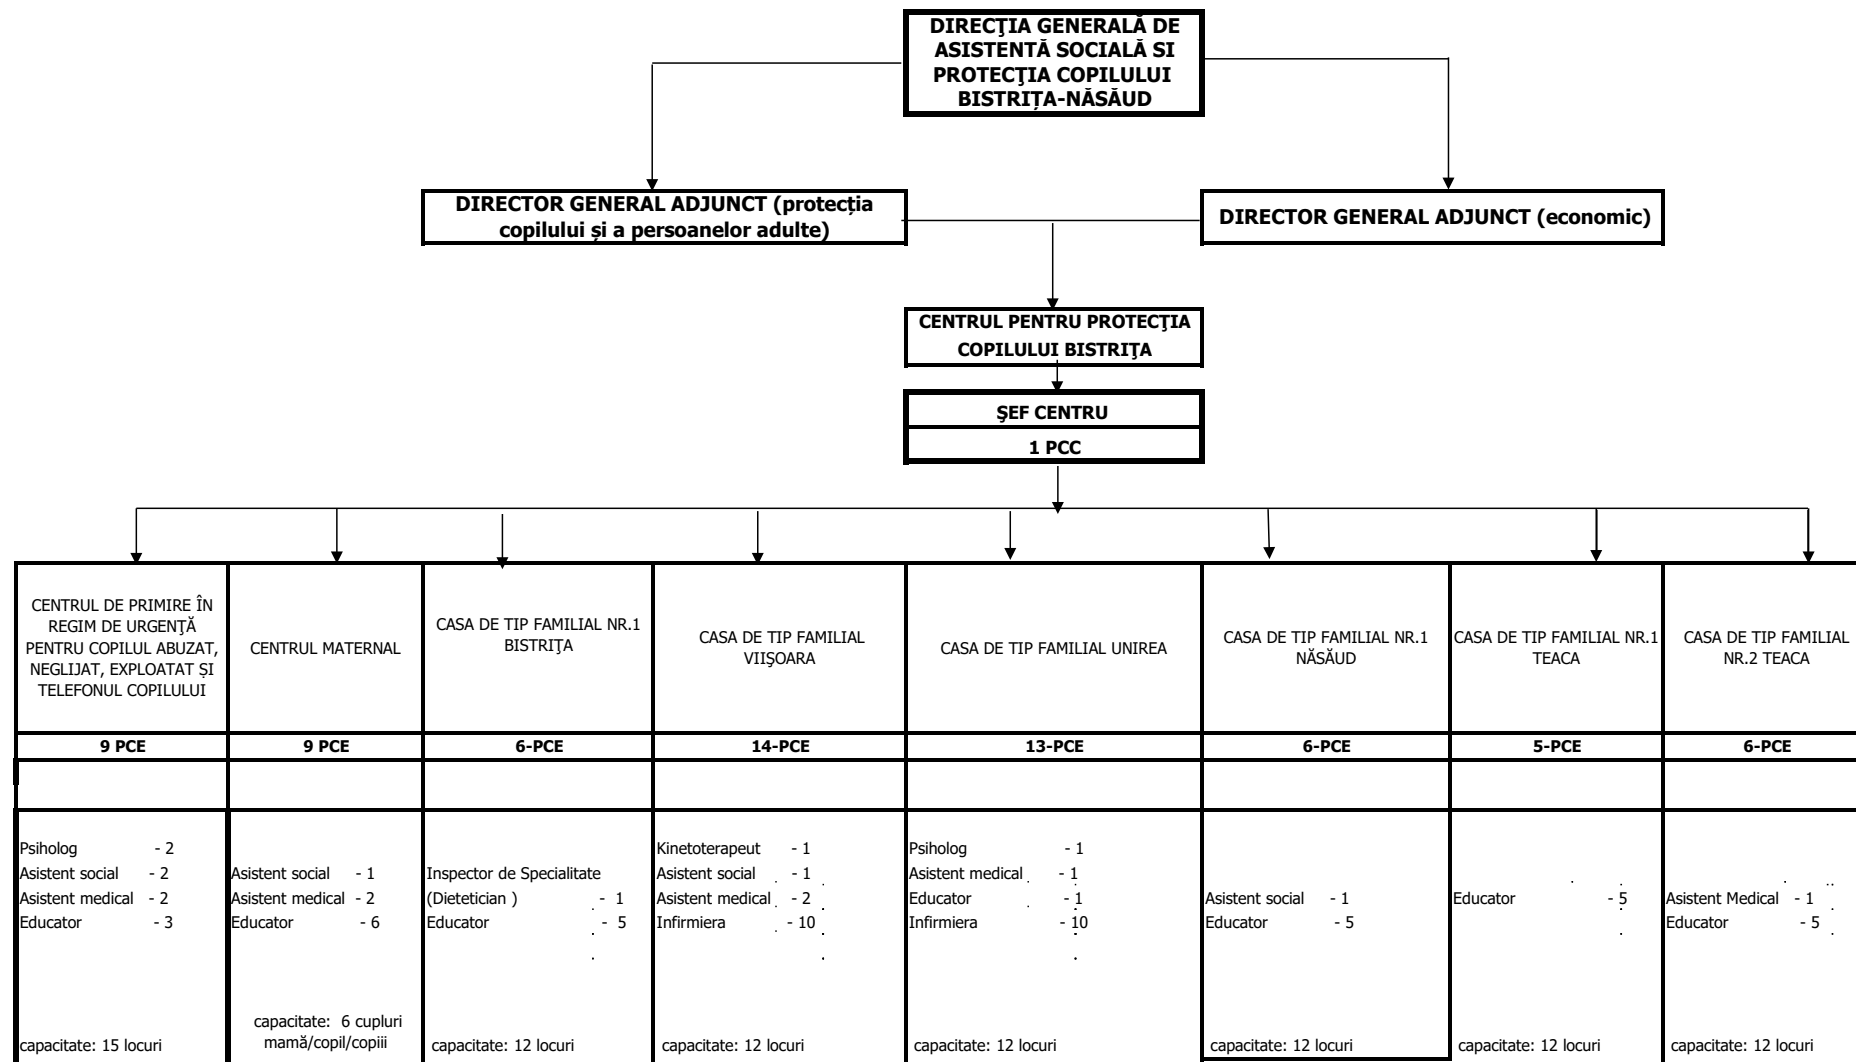 DIRECŢIA GENERALĂ DE
ASISTENTĂ SOCIALĂ SI
PROTECŢIA COPILULUI
BISTRIȚA-NĂSĂUD
DIRECTOR GENERAL ADJUNCT (protecția
copilului și a persoanelor adulte)
DIRECTOR GENERAL ADJUNCT (economic)
CENTRUL PENTRU PROTECŢIA
COPILULUI BISTRIŢA
ŞEF CENTRU
1 PCC
CENTRUL DE PRIMIRE ÎN
REGIM DE URGENŢĂ
PENTRU COPILUL ABUZAT,
NEGLIJAT, EXPLOATAT ȘI
TELEFONUL COPILULUI
9 PCE
Psiholog - 2
Asistent social - 2
Asistent medical - 2
Educator - 3
capacitate: 15 locuri
CENTRUL MATERNAL
9 PCE
Asistent social - 1
Asistent medical - 2
Educator - 6
capacitate: 6 cupluri
mamă/copil/copiii
CASA DE TIP FAMILIAL NR.1
BISTRIŢA
6-PCE
Inspector de Specialitate
(Dietetician ) - 1
Educator - 5
capacitate: 12 locuri
CASA DE TIP FAMILIAL
VIIŞOARA
14-PCE
Kinetoterapeut - 1
Asistent social - 1
Asistent medical - 2
Infirmiera - 10
capacitate: 12 locuri
CASA DE TIP FAMILIAL UNIREA
13-PCE
Psiholog - 1
Asistent medical - 1
Educator - 1
Infirmiera - 10
capacitate: 12 locuri
CASA DE TIP FAMILIAL NR.1
NĂSĂUD
6-PCE
Asistent social - 1
Educator - 5
capacitate: 12 locuri
CASA DE TIP FAMILIAL NR.1
TEACA
5-PCE
Educator - 5
capacitate: 12 locuri
CASA DE TIP FAMILIAL
NR.2 TEACA
6-PCE
Asistent Medical - 1
Educator - 5
capacitate: 12 locuri